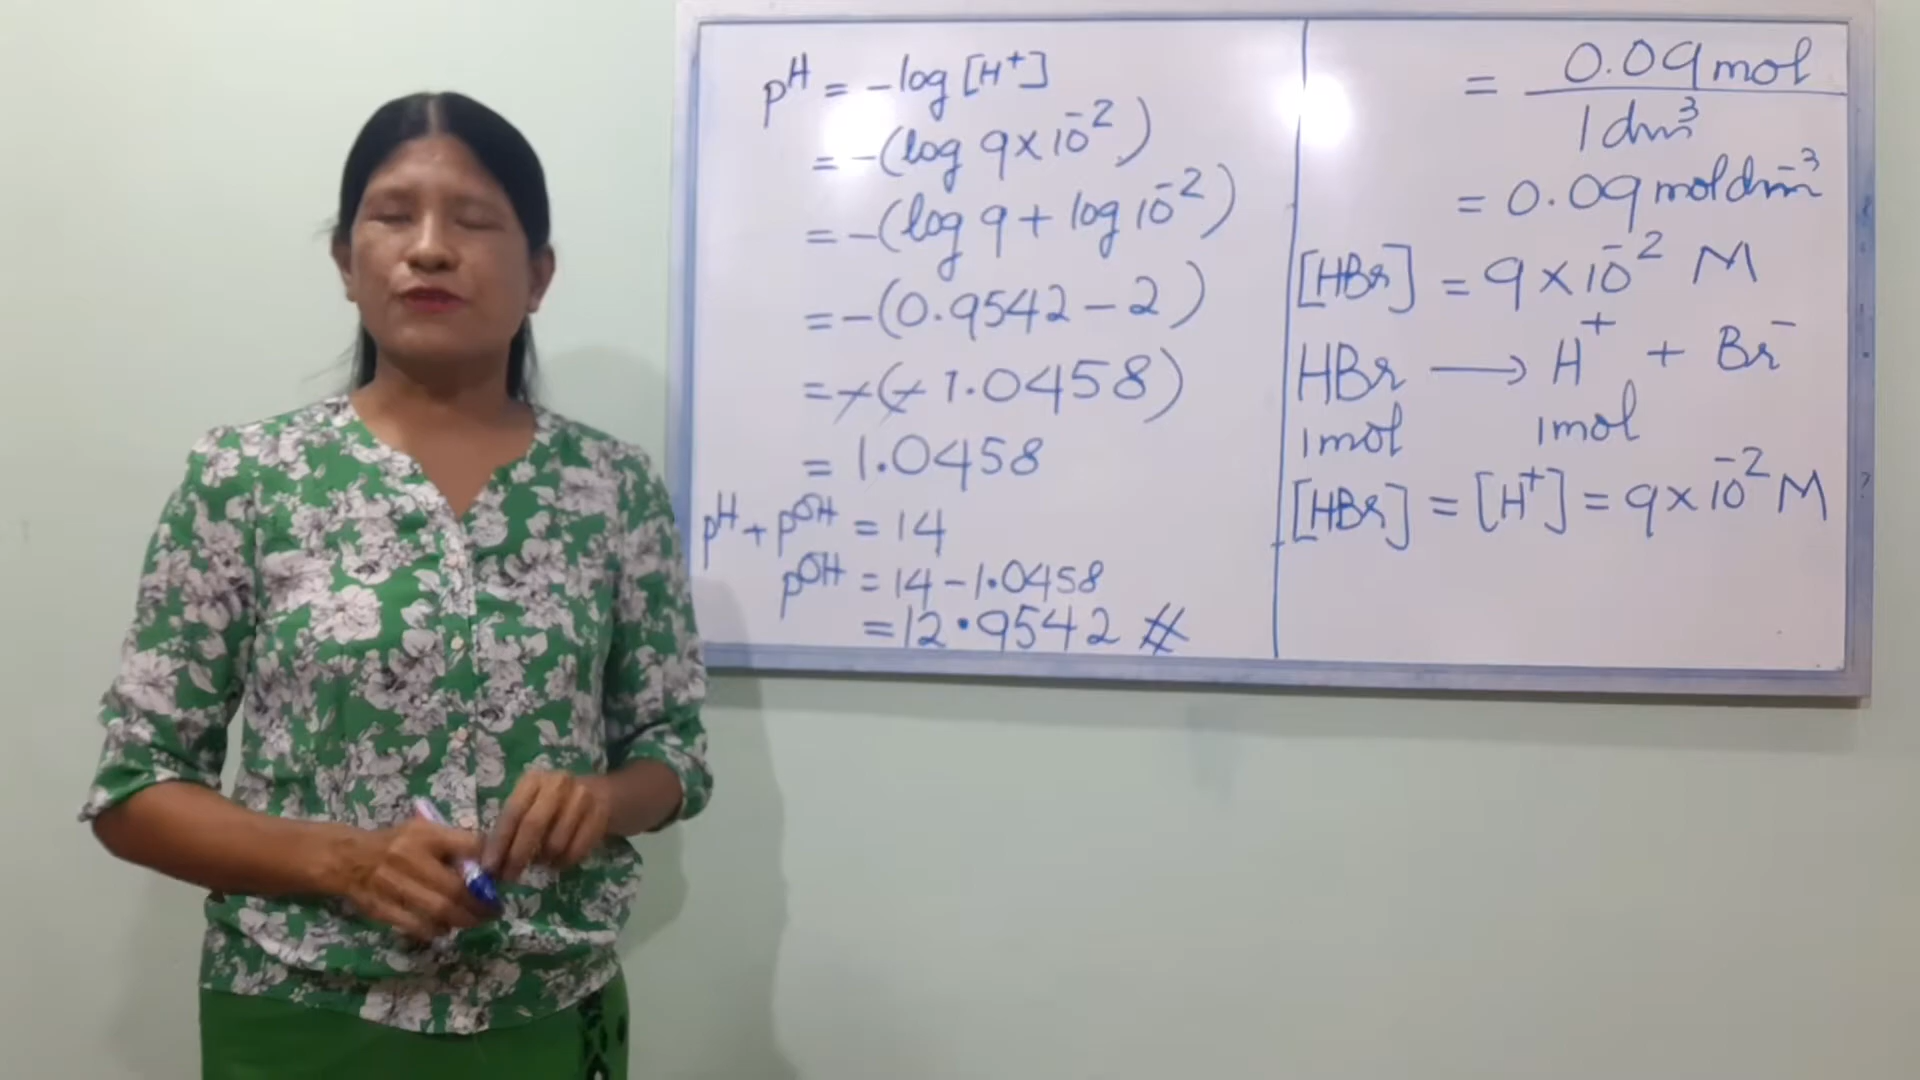 pH = -log [H⁺]
= -(log 9×10⁻²)
= -(log 9 + log 10⁻²)
= -(0.9542 - 2)
= -(-1.0458)
= 1.0458
pH + pOH = 14
pOH = 14 - 1.0458
= 12.9542 #
= 0.09 mol
1 dm³
= 0.09 mol dm⁻³
[HBr] = 9×10⁻² M
HBr ⟶ H⁺ + Br⁻
1mol 1mol
[HBr] = [H⁺] = 9×10⁻² M